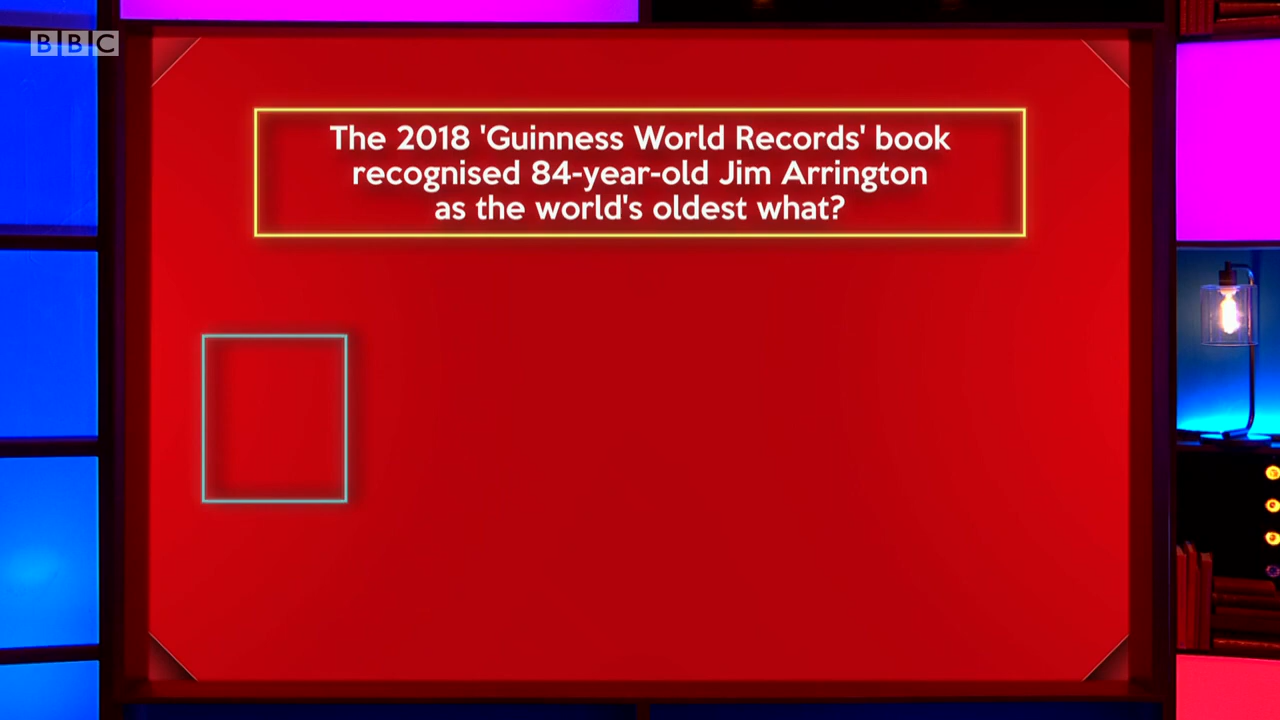 BBC
The 2018 'Guinness World Records' book
recognised 84-year-old Jim Arrington
as the world's oldest what?